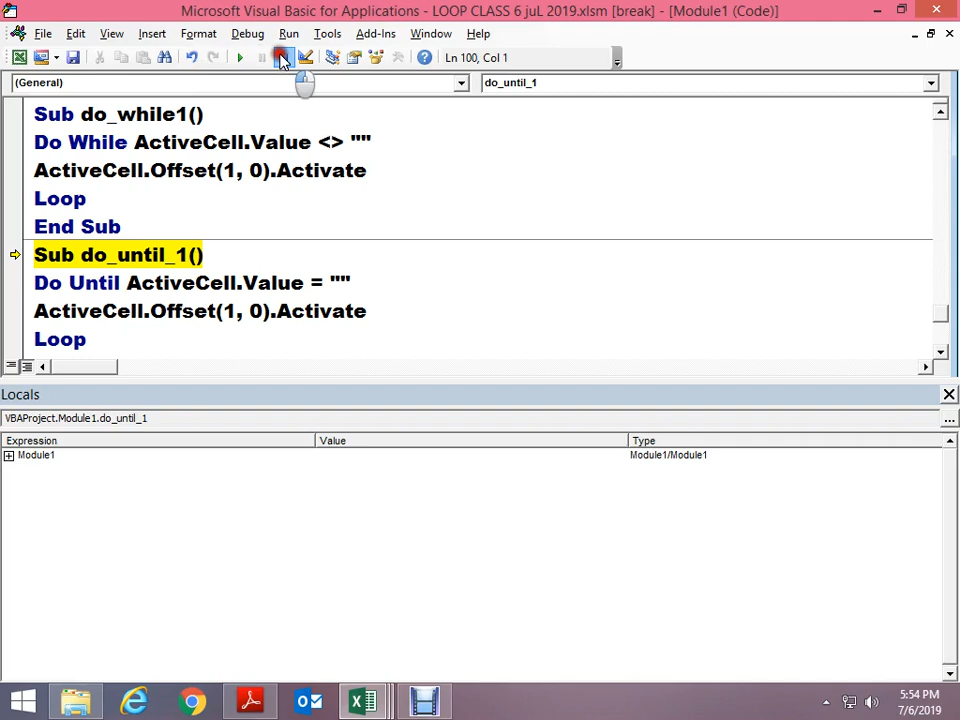 Microsoft Visual Basic for Applications - LOOP CLASS 6 juL 2019.xlsm [break] - [Module1 (Code)]
File Edit View Insert Format Debug Run Tools Add-Ins Window Help
Ln 100, Col 1
(General) do_until_1
Sub do_while1()
Do While ActiveCell.Value <> ""
ActiveCell.Offset(1, 0).Activate
Loop
End Sub
Sub do_until_1()
Do Until ActiveCell.Value = ""
ActiveCell.Offset(1, 0).Activate
Loop
Locals
VBAProject.Module1.do_until_1
Expression Value Type
Module1 Module1/Module1
5:54 PM
7/6/2019